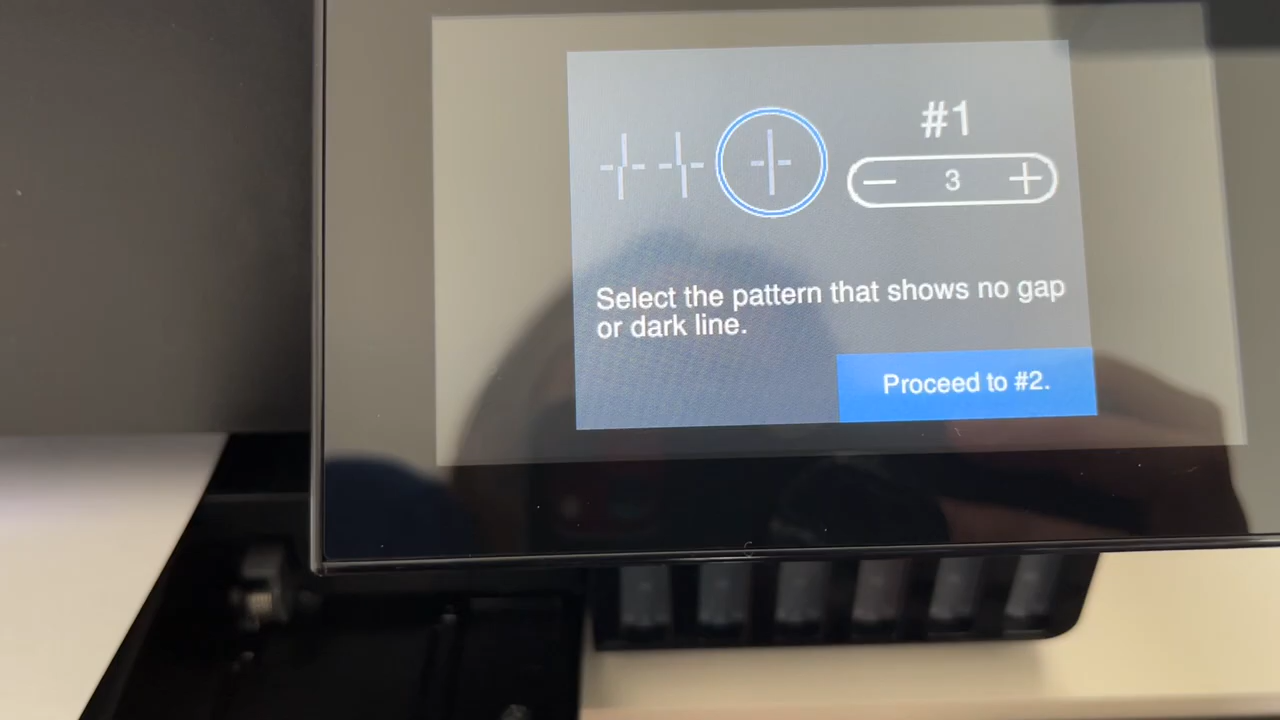 #1
3
Select the pattern that shows no gap
or dark line.
Proceed to #2.